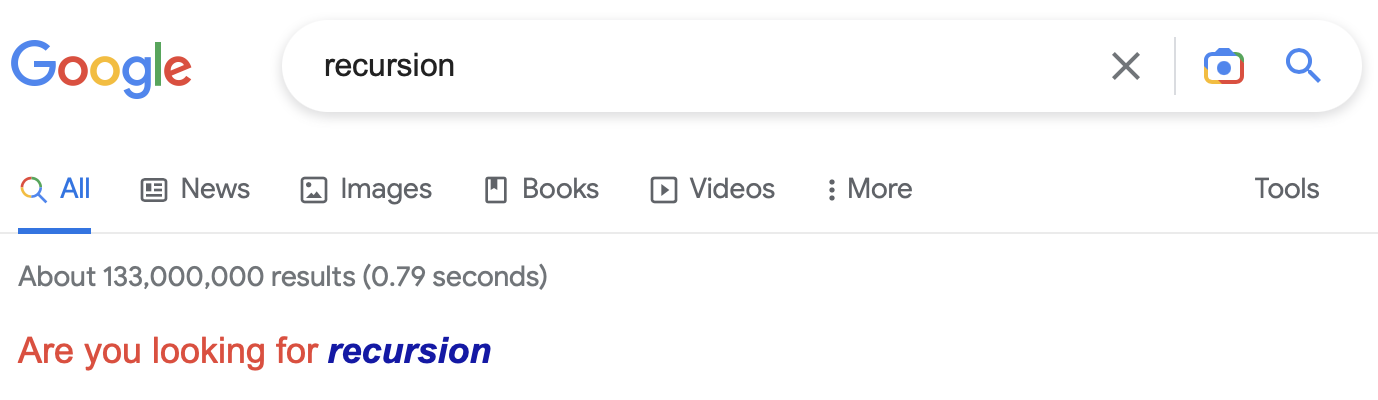 Google recursion
All News Images Books Videos More Tools
About 133,000,000 results (0.79 seconds)
Are you looking for recursion